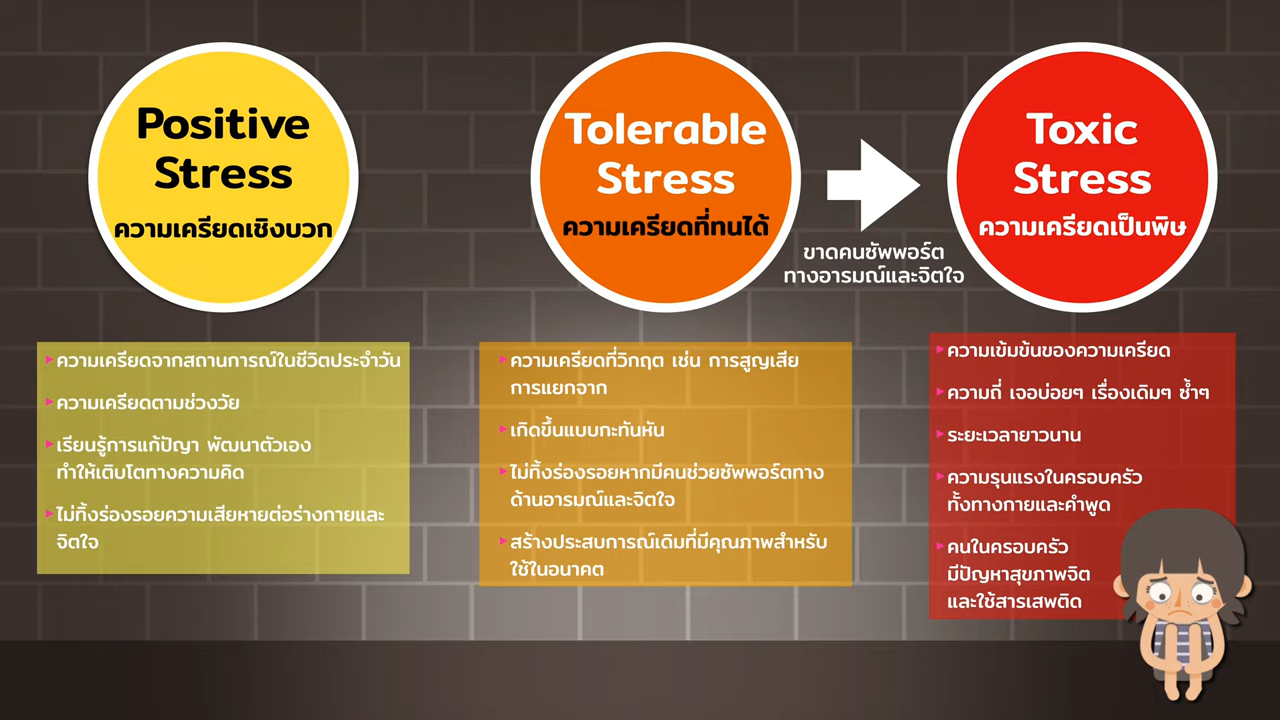 Positive
Stress
ความเครียดเชิงบวก
ความเครียดจากสถานการณ์ในชีวิตประจำวัน
ความเครียดตามช่วงวัย
เรียนรู้การแก้ปัญา พัฒนาตัวเอง
ทำให้เติบโตทางความคิด
ไม่ทิ้งร่องรอยความเสียหายต่อร่างกายและ
จิตใจ
Tolerable
Stress
ความเครียดที่ทนได้
ความเครียดที่วิกฤต เช่น การสูญเสีย
การแยกจาก
เกิดขึ้นแบบกะทันหัน
ไม่ทิ้งร่องรอยหากมีคนช่วยซัพพอร์ตทาง
ด้านอารมณ์และจิตใจ
สร้างประสบการณ์เดิมที่มีคุณภาพสำหรับ
ใช้ในอนาคต
ขาดคนซัพพอร์ต
ทางอารมณ์และจิตใจ
Toxic
Stress
ความเครียดเป็นพิษ
ความเข้มข้นของความเครียด
ความถี่ เจอบ่อยๆ เรื่องเดิมๆ ซ้ำๆ
ระยะเวลายาวนาน
ความรุนแรงในครอบครัว
ทั้งทางกายและคำพูด
คนในครอบครัว
มีปัญหาสุขภาพจิต
และใช้สารเสพติด